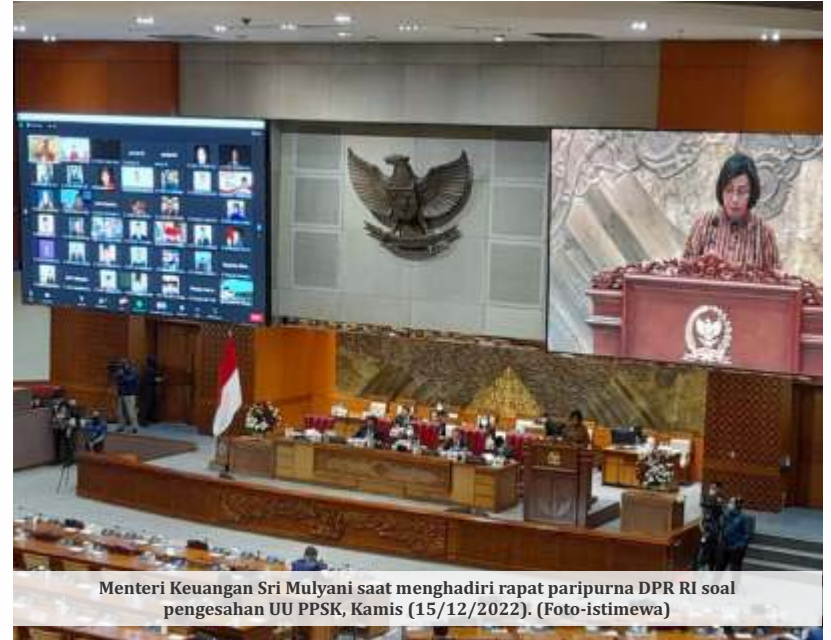 Menteri Keuangan Sri Mulyani saat menghadiri rapat paripurna DPR RI soal
pengesahan UU PPSK, Kamis (15/12/2022). (Foto-istimewa)